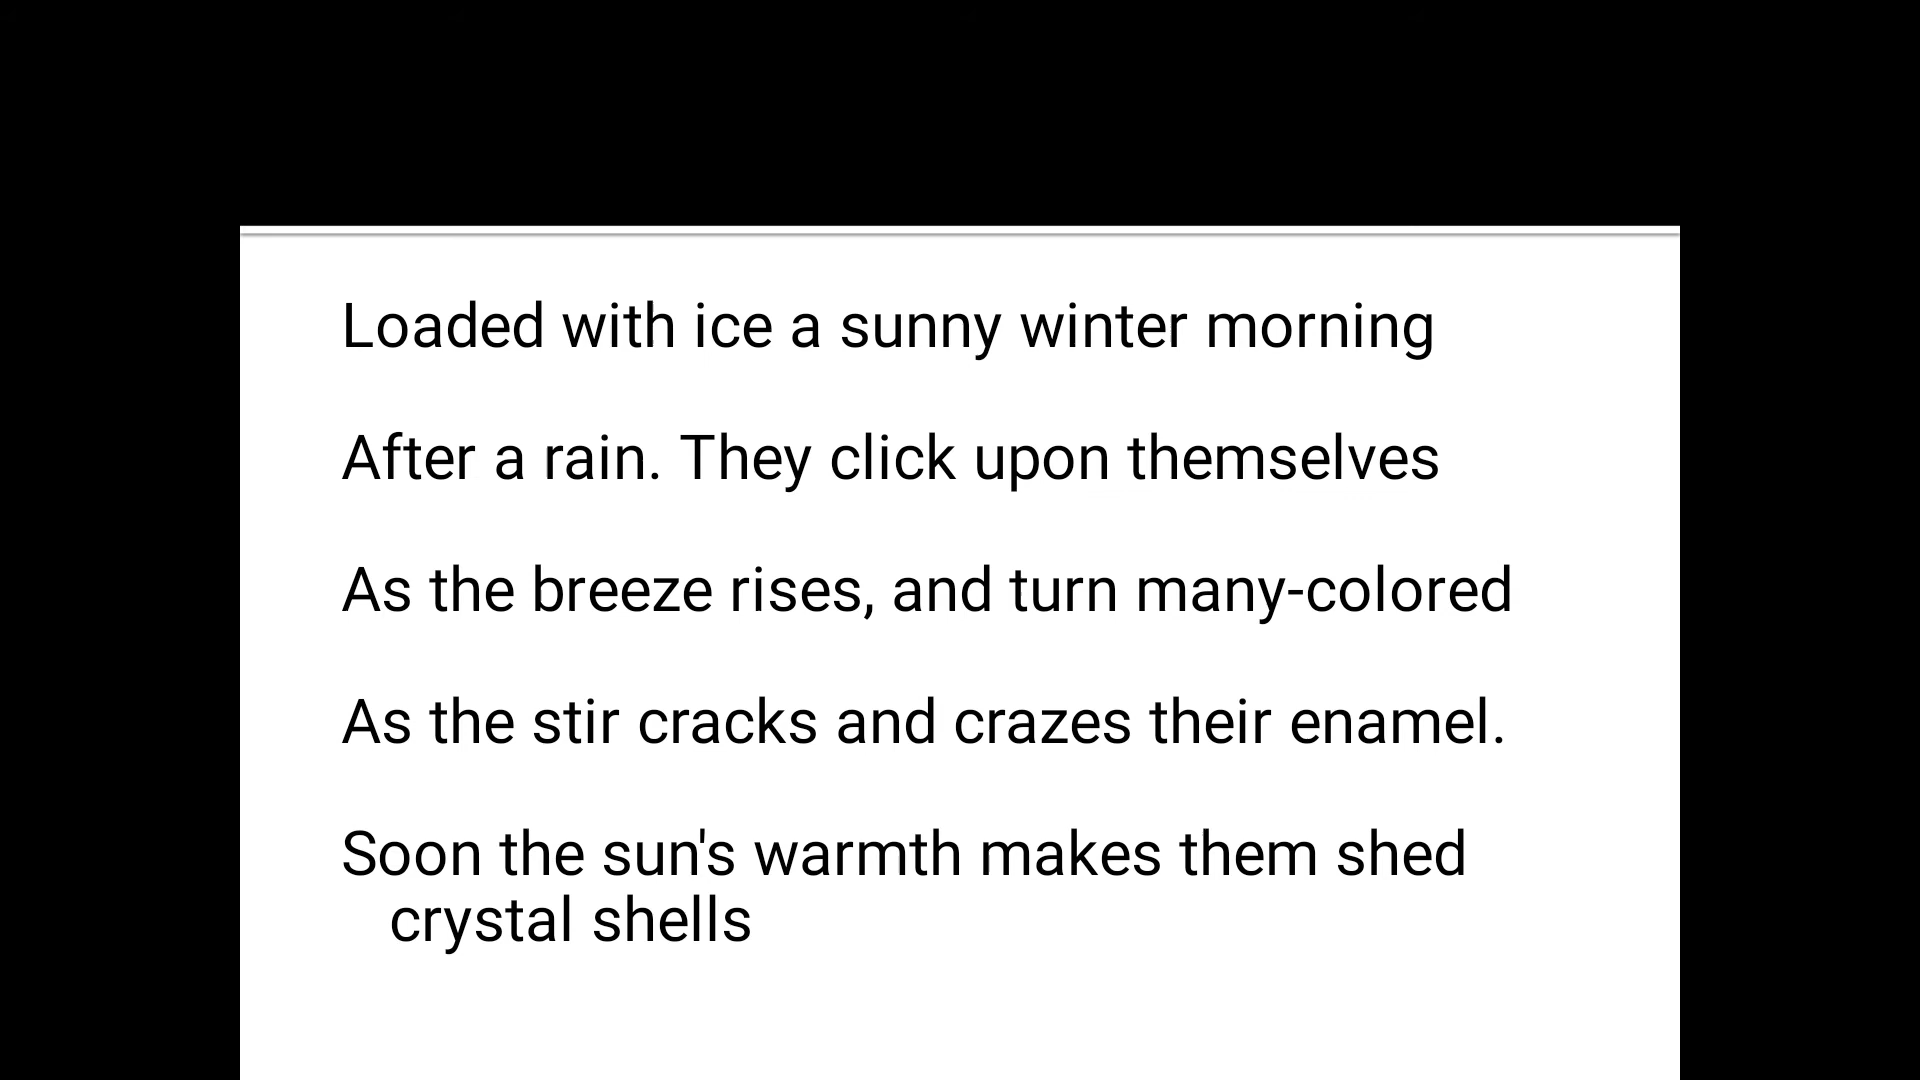 Loaded with ice a sunny winter morning
After a rain. They click upon themselves
As the breeze rises, and turn many-colored
As the stir cracks and crazes their enamel.
Soon the sun's warmth makes them shed
crystal shells